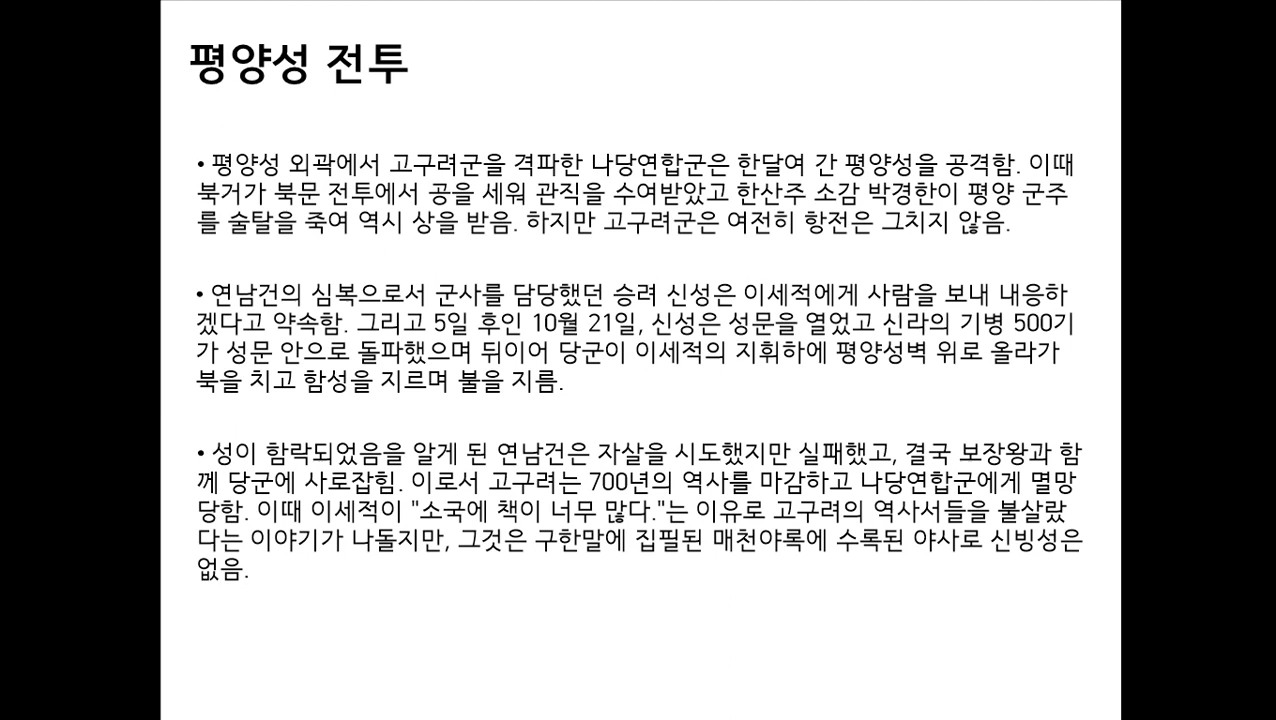 평양성 전투
• 평양성 외곽에서 고구려군을 격파한 나당연합군은 한달여 간 평양성을 공격함. 이때
북거가 북문 전투에서 공을 세워 관직을 수여받았고 한산주 소감 박경한이 평양 군주
를 술탈을 죽여 역시 상을 받음. 하지만 고구려군은 여전히 항전은 그치지 않음.
• 연남건의 심복으로서 군사를 담당했던 승려 신성은 이세적에게 사람을 보내 내응하
겠다고 약속함. 그리고 5일 후인 10월 21일, 신성은 성문을 열었고 신라의 기병 500기
가 성문 안으로 돌파했으며 뒤이어 당군이 이세적의 지휘하에 평양성벽 위로 올라가
북을 치고 함성을 지르며 불을 지름.
• 성이 함락되었음을 알게 된 연남건은 자살을 시도했지만 실패했고, 결국 보장왕과 함
께 당군에 사로잡힘. 이로서 고구려는 700년의 역사를 마감하고 나당연합군에게 멸망
당함. 이때 이세적이 "소국에 책이 너무 많다."는 이유로 고구려의 역사서들을 불살랐
다는 이야기가 나돌지만, 그것은 구한말에 집필된 매천야록에 수록된 야사로 신빙성은
없음.